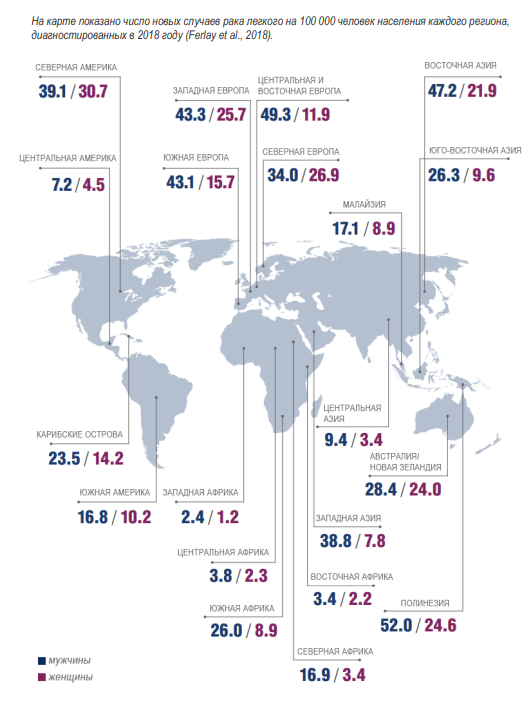 На карте показано число новых случаев рака легкого на 100 000 человек населения каждого региона,
диагностированных в 2018 году (Ferlay et al., 2018).
СЕВЕРНАЯ АМЕРИКА
39.1 / 30.7
ЗАПАДНАЯ ЕВРОПА
43.3 / 25.7
ЦЕНТРАЛЬНАЯ И
ВОСТОЧНАЯ ЕВРОПА
49.3 / 11.9
ВОСТОЧНАЯ АЗИЯ
47.2 / 21.9
ЦЕНТРАЛЬНАЯ АМЕРИКА
7.2 / 4.5
ЮЖНАЯ ЕВРОПА
43.1 / 15.7
СЕВЕРНАЯ ЕВРОПА
34.0 / 26.9
ЮГО-ВОСТОЧНАЯ АЗИЯ
26.3 / 9.6
МАЛАЙЗИЯ
17.1 / 8.9
КАРИБСКИЕ ОСТРОВА
23.5 / 14.2
ЦЕНТРАЛЬНАЯ
АЗИЯ
9.4 / 3.4
АВСТРАЛИЯ/
НОВАЯ ЗЕЛАНДИЯ
28.4 / 24.0
ЮЖНАЯ АМЕРИКА
16.8 / 10.2
ЗАПАДНАЯ АФРИКА
2.4 / 1.2
ЗАПАДНАЯ АЗИЯ
38.8 / 7.8
ЦЕНТРАЛЬНАЯ АФРИКА
3.8 / 2.3
ВОСТОЧНАЯ АФРИКА
3.4 / 2.2
ЮЖНАЯ АФРИКА
26.0 / 8.9
ПОЛИНЕЗИЯ
52.0 / 24.6
СЕВЕРНАЯ АФРИКА
16.9 / 3.4
мужчины
женщины